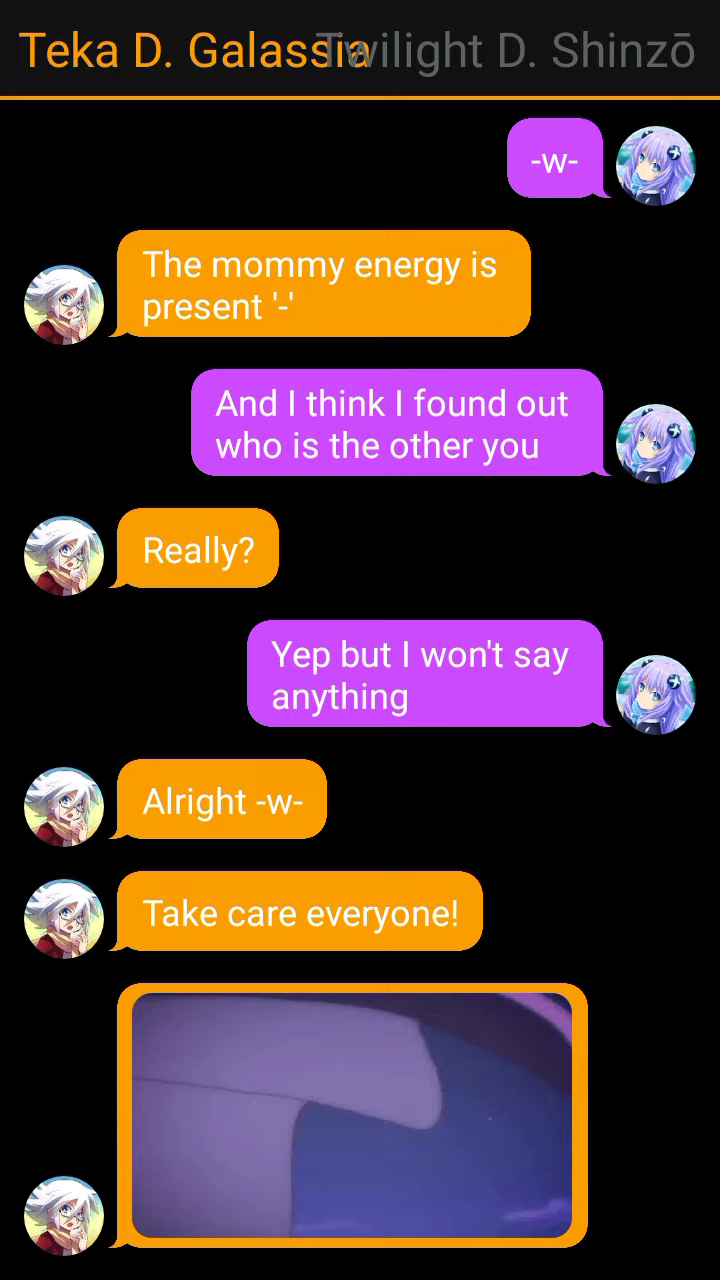 Teka D. Galassia
Twilight D. Shinzō
-w-
The mommy energy is
present '-'
And I think I found out
who is the other you
Really?
Yep but I won't say
anything
Alright -w-
Take care everyone!